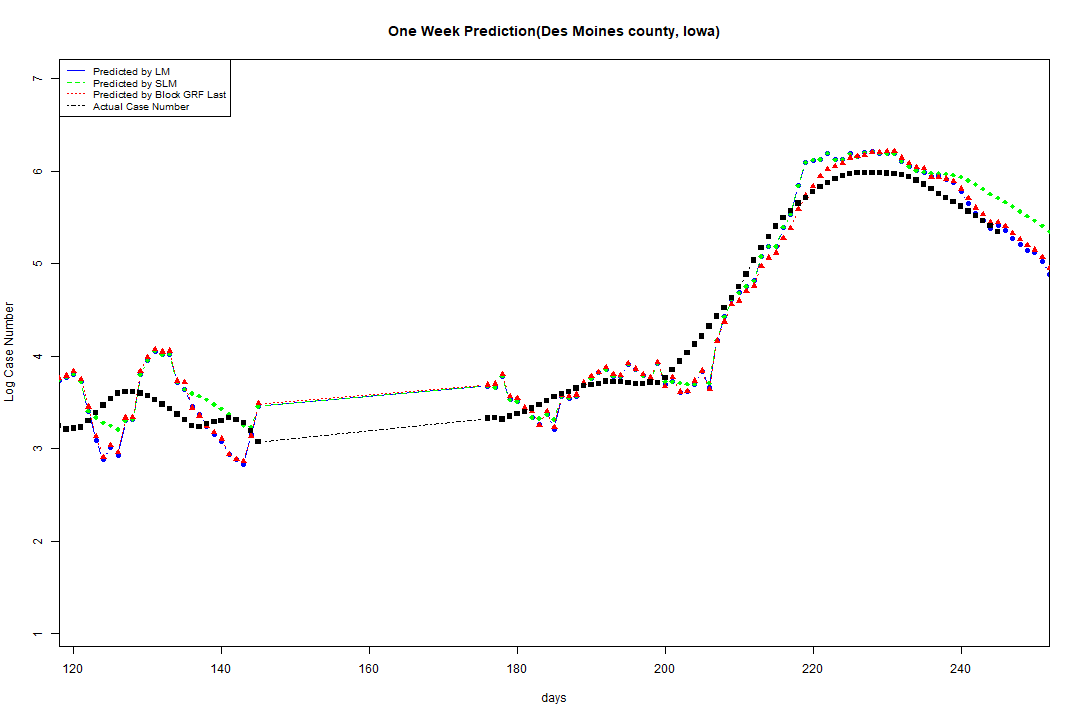 One Week Prediction(Des Moines county, Iowa)
Predicted by LM
Predicted by SLM
Predicted by Block GRF Last
Actual Case Number
7
6
5
4
3
2
1
Log Case Number
120
140
160
180
200
220
240
days